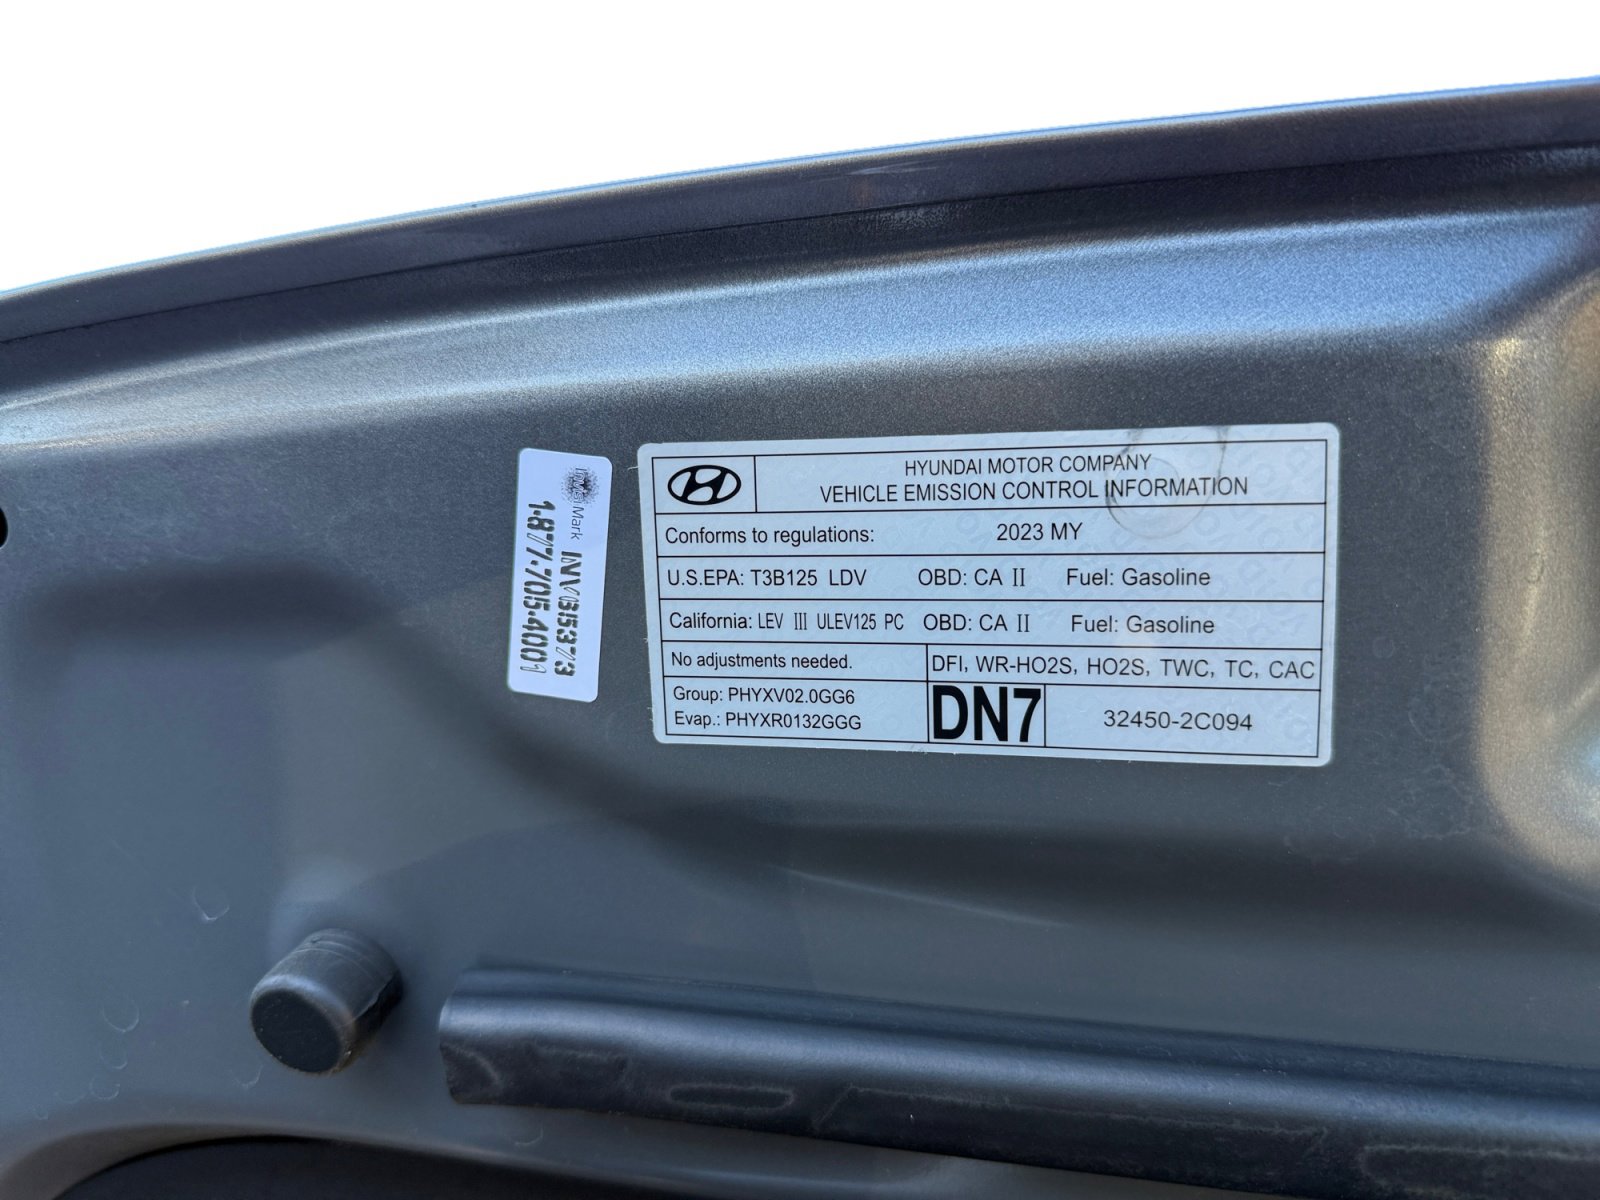 InVisiMark INV35373
1.877.705.4001
HYUNDAI MOTOR COMPANY
VEHICLE EMISSION CONTROL INFORMATION
Conforms to regulations: 2023 MY
U.S.EPA: T3B125 LDV OBD: CA II Fuel: Gasoline
California: LEV III ULEV125 PC OBD: CA II Fuel: Gasoline
No adjustments needed. DFI, WR-HO2S, HO2S, TWC, TC, CAC
Group: PHYXV02.0GG6
Evap.: PHYXR0132GGG
DN7 32450-2C094